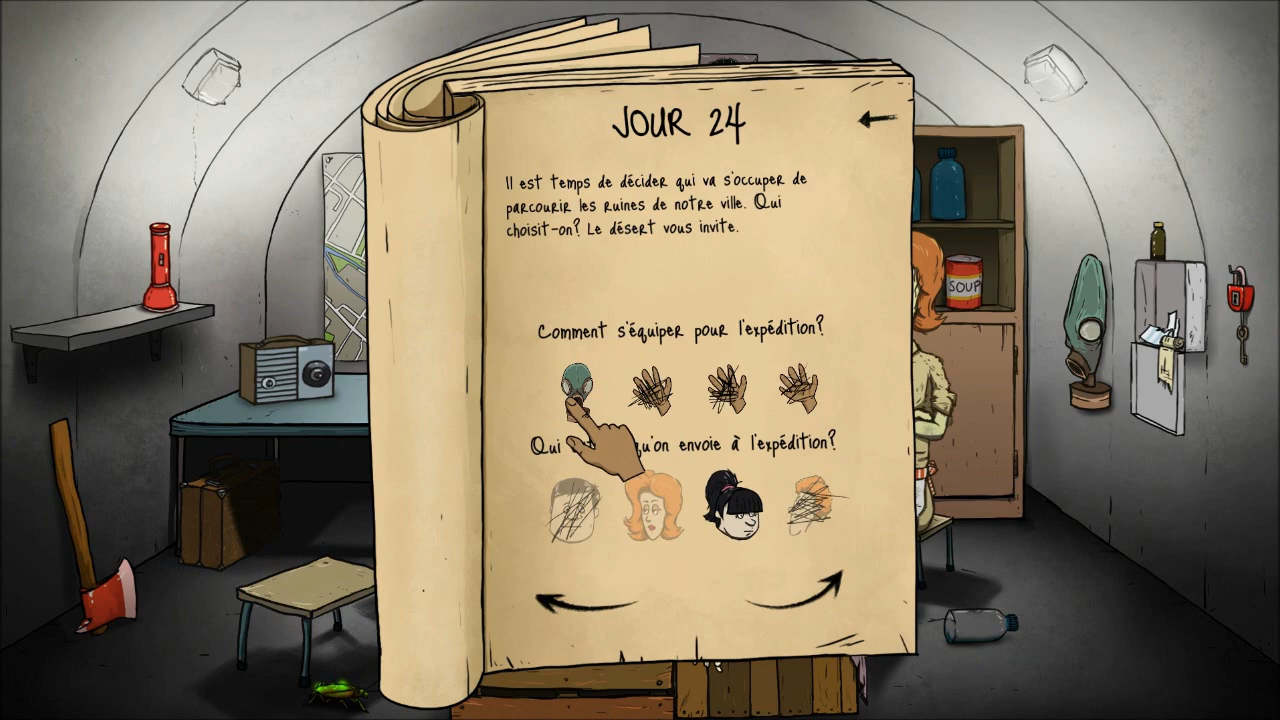 JOUR 24
Il est temps de décider qui va s'occuper de
parcourir les ruines de notre ville. Qui
choisit-on? Le désert vous invite.
Comment s'équiper pour l'expédition?
Qui qu'on envoie à l'expédition?
SOUP